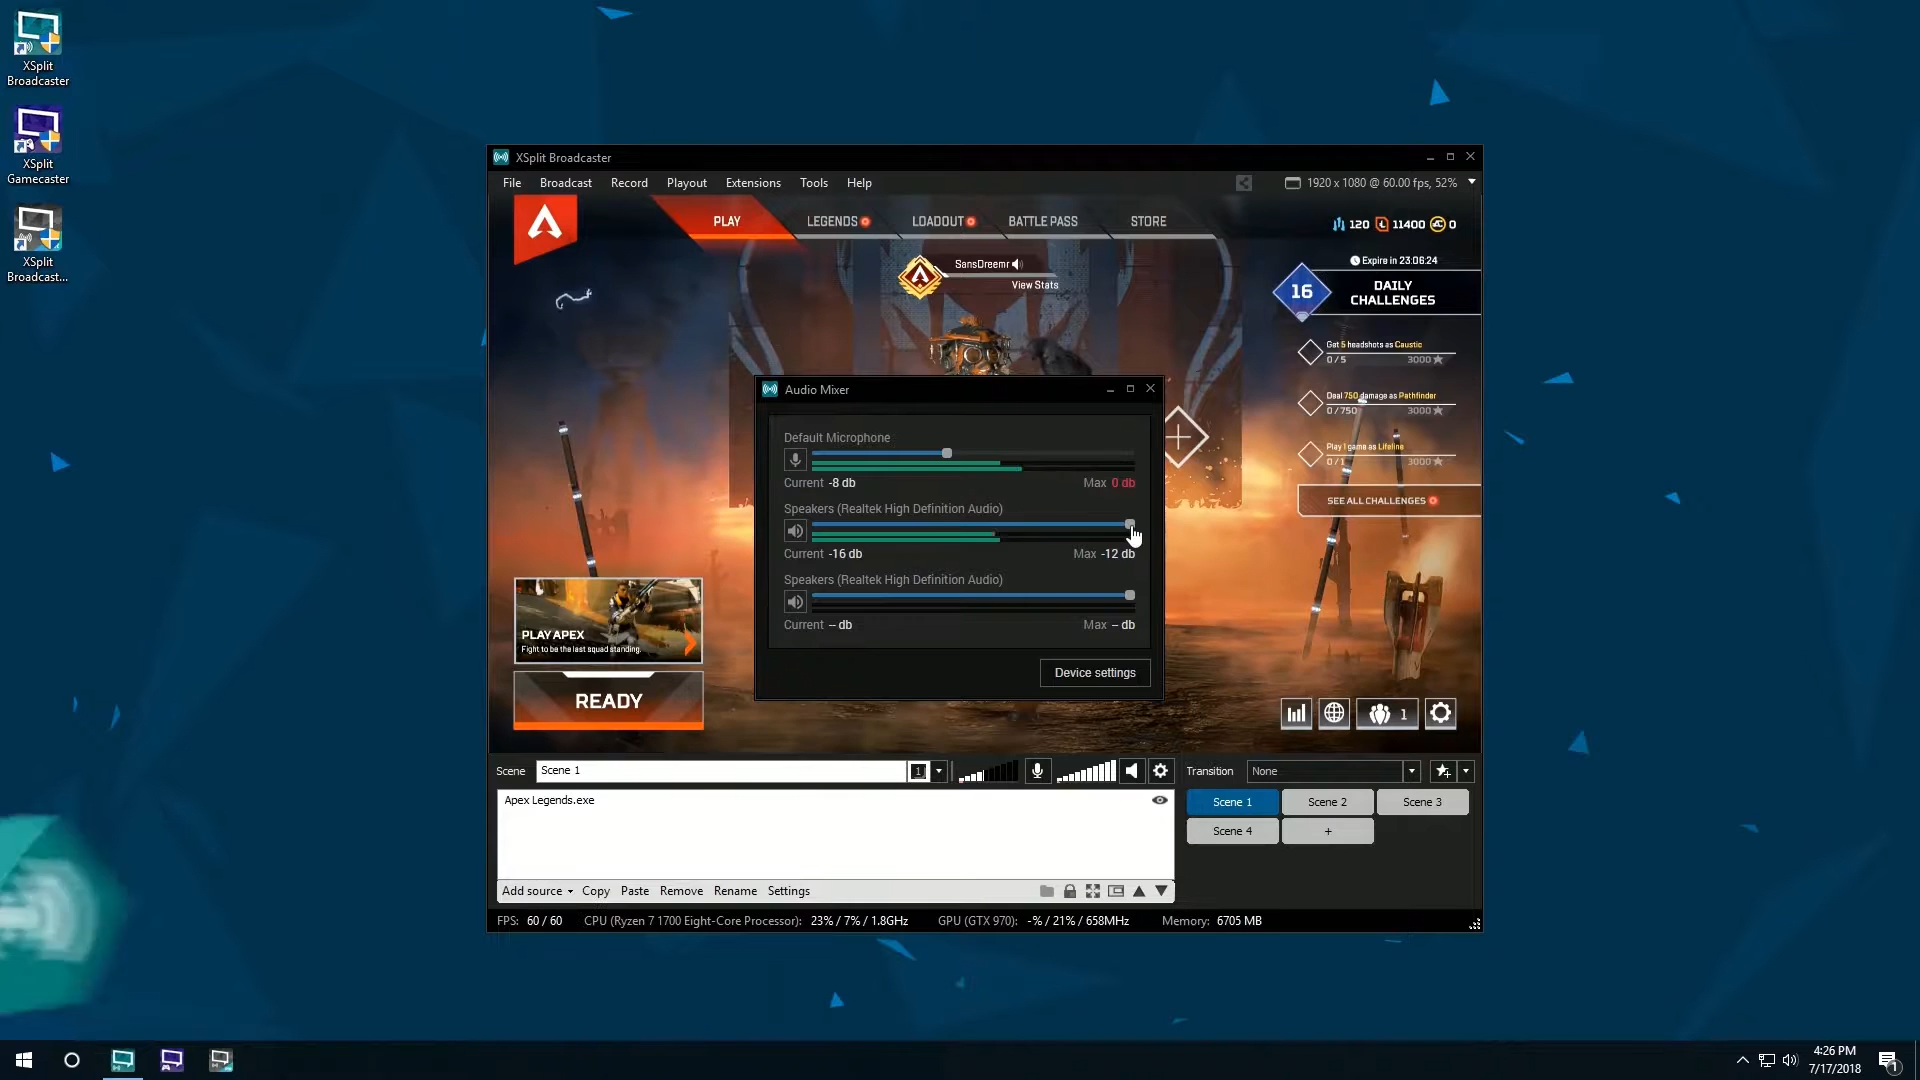 XSplit
Broadcaster
XSplit
Gamecaster
XSplit
Broadcast...
XSplit Broadcaster
File Broadcast Record Playout Extensions Tools Help
1920 x 1080 @ 60.00 fps, 52%
PLAY LEGENDS LOADOUT BATTLE PASS STORE
120 11400 0
SansDreemr
View Stats
Expire in 23:06:24
16
DAILY
CHALLENGES
Get 5 headshots as Caustic
0/5 3000
Deal 750 damage as Pathfinder
0/750 3000
Play 1 game as Lifeline
0/1 3000
SEE ALL CHALLENGES
Audio Mixer
Default Microphone
Current -8 db Max 0 db
Speakers (Realtek High Definition Audio)
Current -16 db Max -12 db
Speakers (Realtek High Definition Audio)
Current -- db Max -- db
Device settings
PLAY APEX
Fight to be the last squad standing.
READY
1
Scene Scene 1 1 Transition None
Apex Legends.exe
Scene 1 Scene 2 Scene 3
Scene 4 +
Add source Copy Paste Remove Rename Settings
FPS: 60 / 60 CPU (Ryzen 7 1700 Eight-Core Processor): 23% / 7% / 1.8GHz GPU (GTX 970): -% / 21% / 658MHz Memory: 6705 MB
4:26 PM
7/17/2018
1